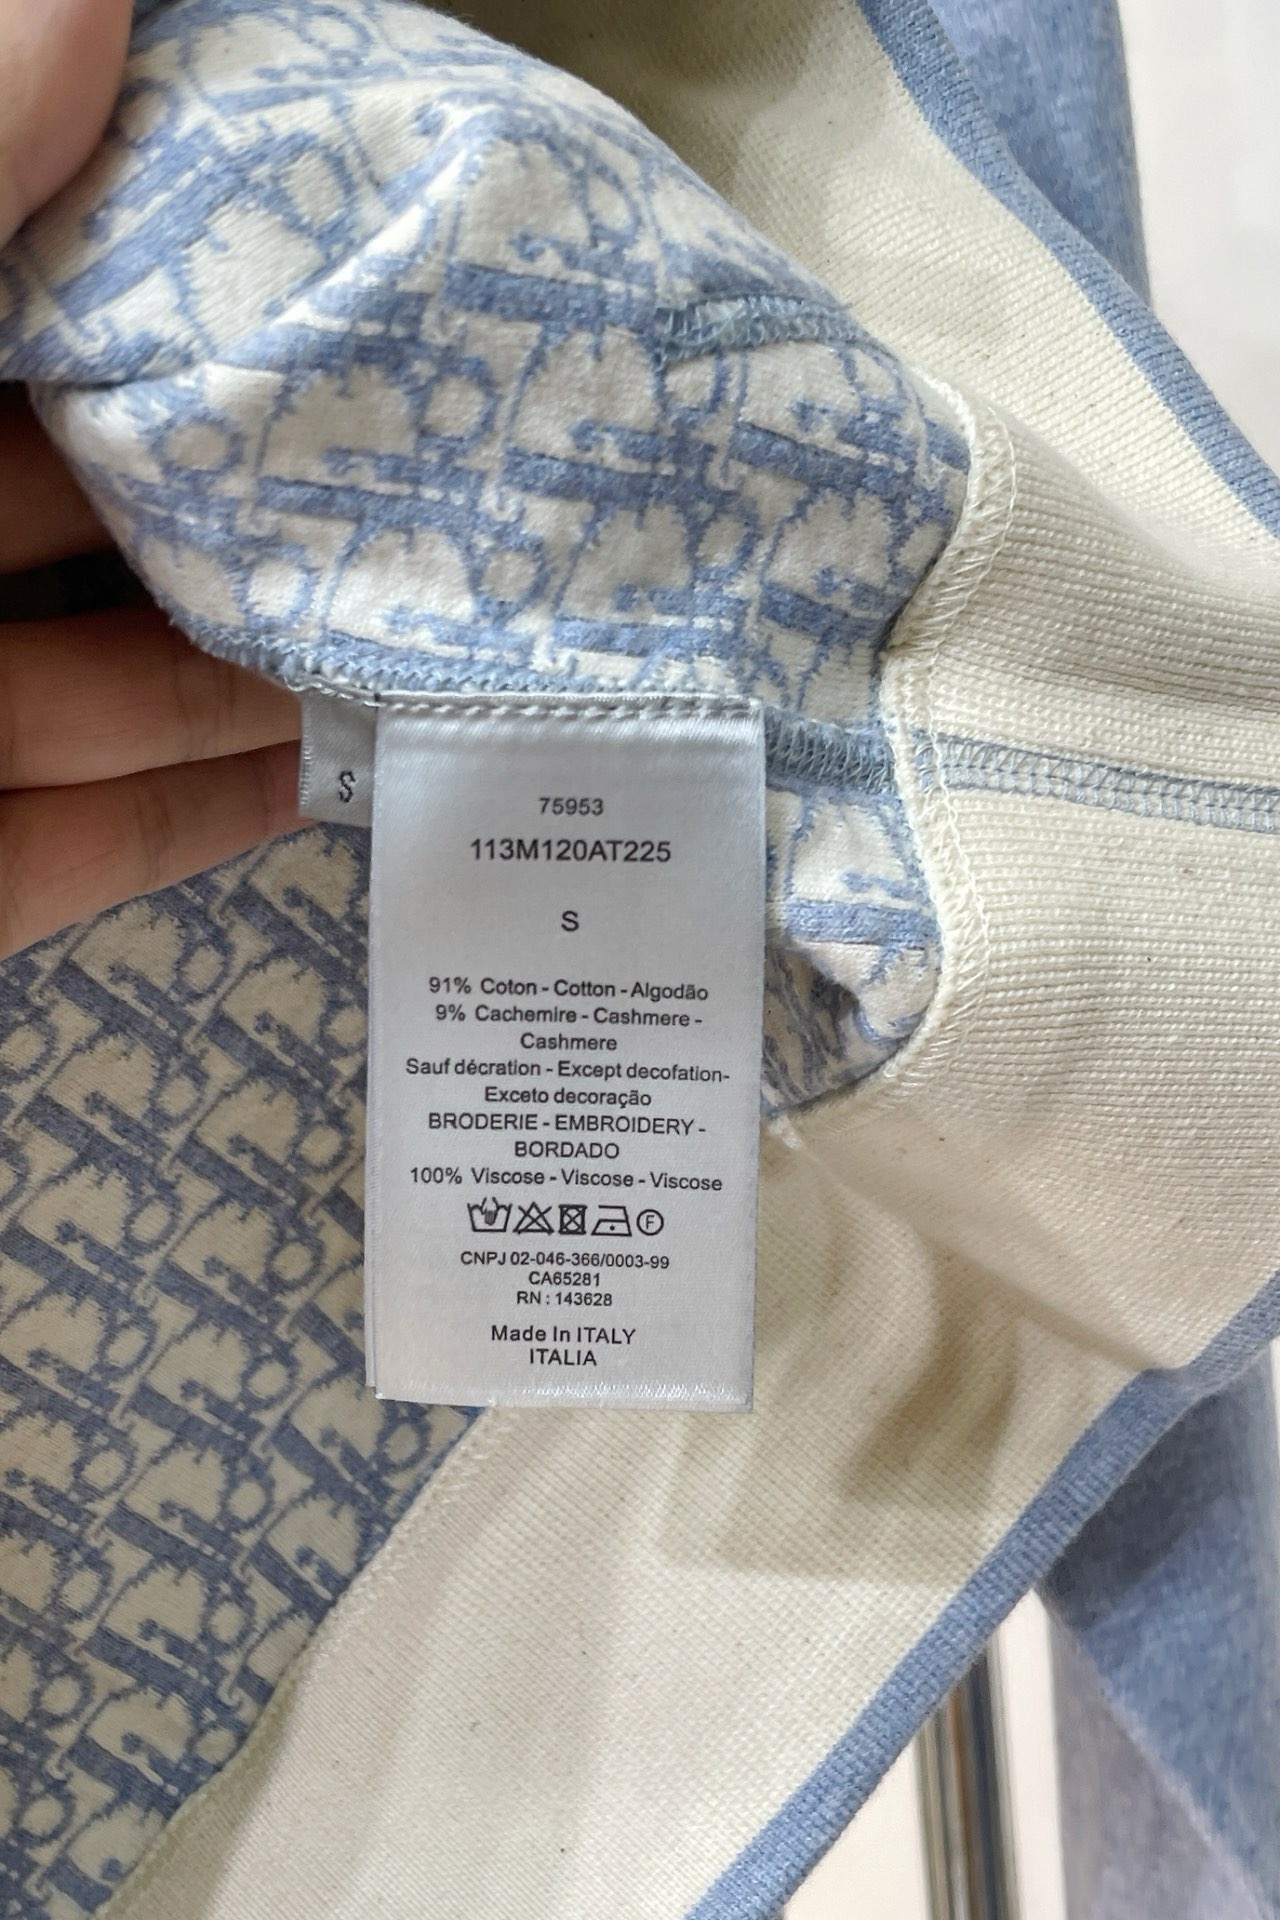 S
75953
113M120AT225
S
91% Coton - Cotton - Algodão
9% Cachemire - Cashmere -
Cashmere
Sauf décration - Except decofation-
Exceto decoração
BRODERIE - EMBROIDERY -
BORDADO
100% Viscose - Viscose - Viscose
F
CNPJ 02-046-366/0003-99
CA65281
RN : 143628
Made In ITALY
ITALIA